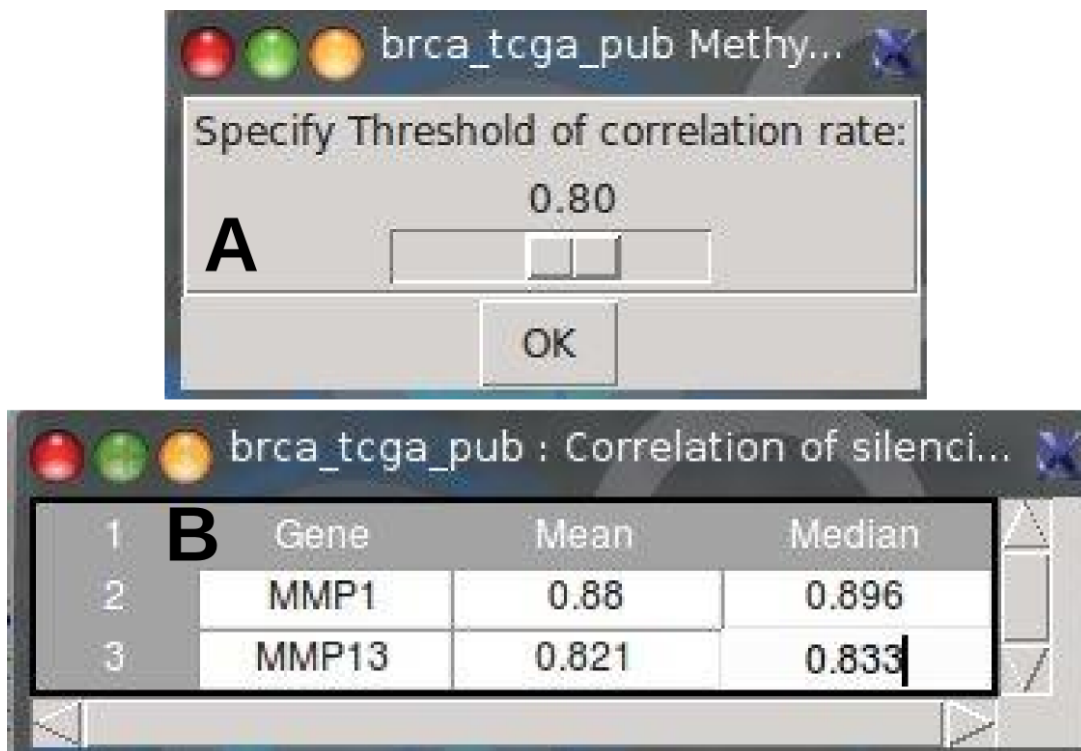 brca_tcga_pub Methy...
Specify Threshold of correlation rate:
0.80
A
OK
brca_tcga_pub : Correlation of silenci...
B
1 Gene Mean Median
2 MMP1 0.88 0.896
3 MMP13 0.821 0.833